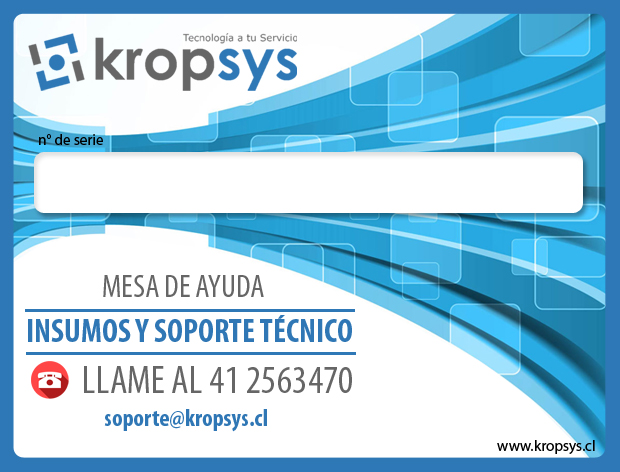 Tecnología a tu Servicio
kropsys
n° de serie
MESA DE AYUDA
INSUMOS Y SOPORTE TÉCNICO
LLAME AL 41 2563470
soporte@kropsys.cl
www.kropsys.cl